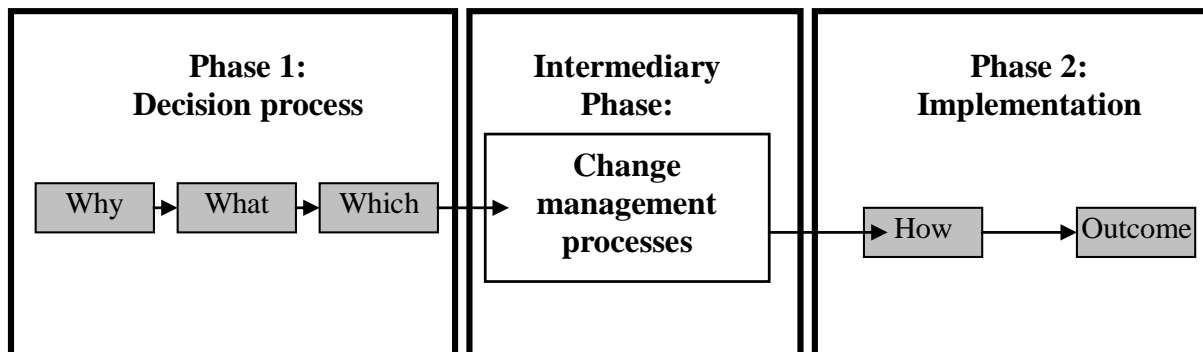 Phase 1:
Decision process
Why
What
Which
Intermediary
Phase:
Change
management
processes
Phase 2:
Implementation
How
Outcome